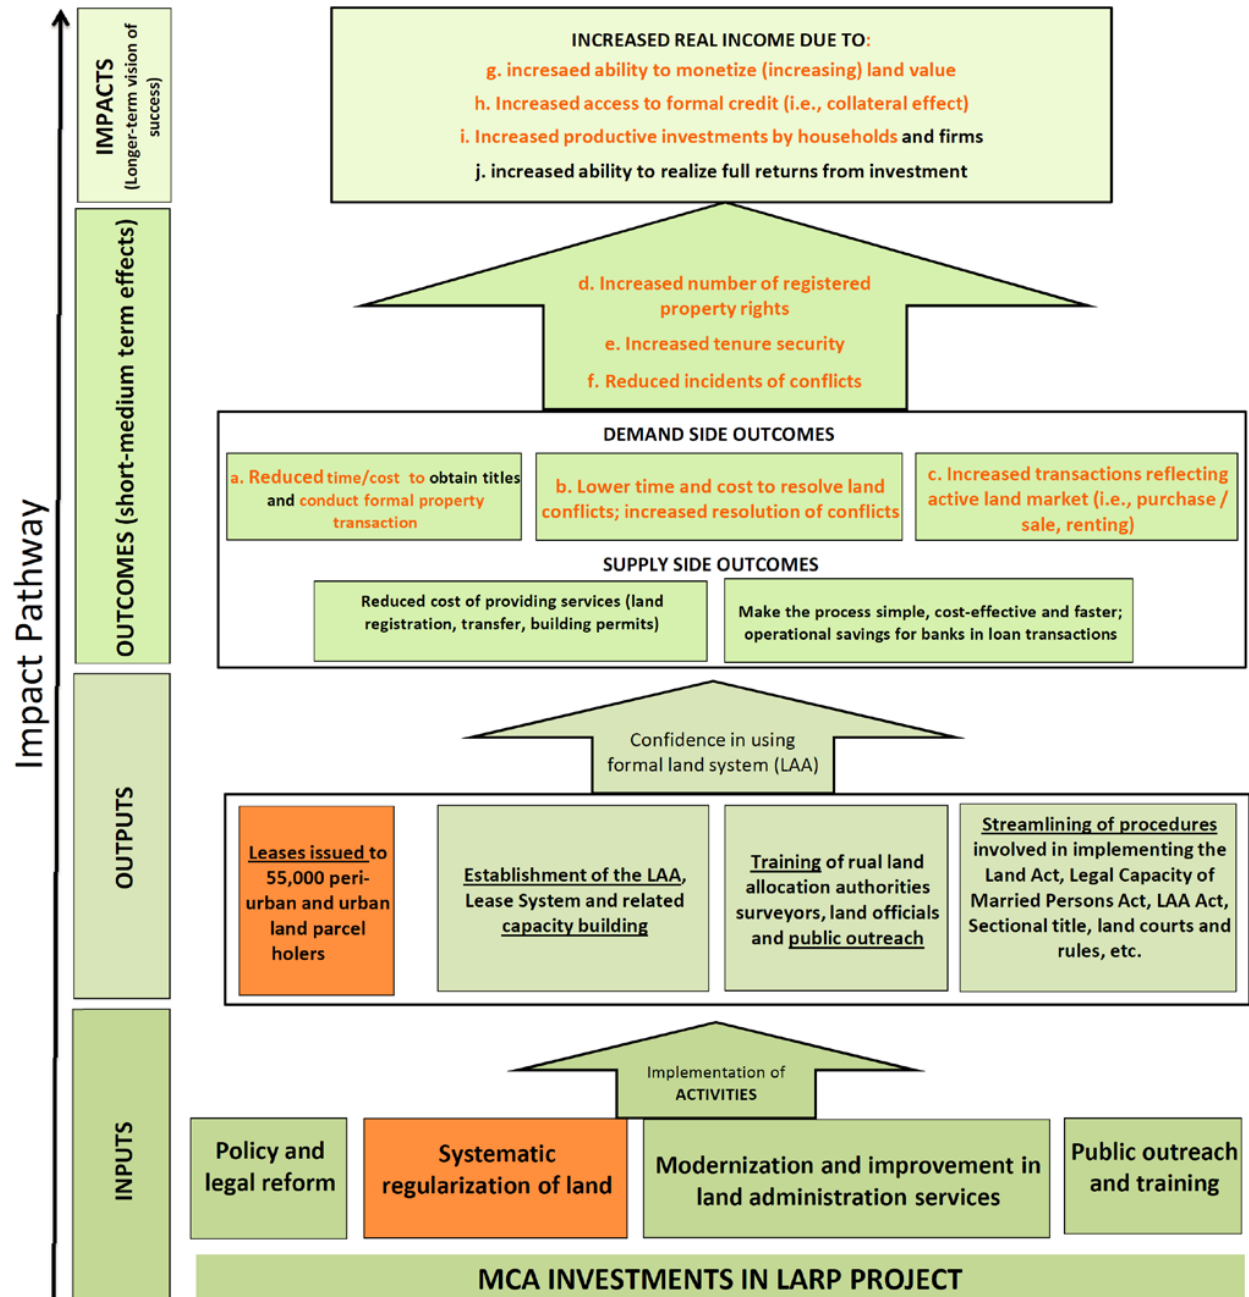 INCREASED REAL INCOME DUE TO:
g. incresaed ability to monetize (increasing) land value
h. Increased access to formal credit (i.e., collateral effect)
i. Increased productive investments by households and firms
j. increased ability to realize full returns from investment
IMPACTS
(Longer-term vision of
success)
d. Increased number of registered
property rights
e. Increased tenure security
f. Reduced incidents of conflicts
OUTCOMES (short-medium term effects)
DEMAND SIDE OUTCOMES
a. Reduced time/cost to obtain titles
and conduct formal property
transaction
b. Lower time and cost to resolve land
conflicts; increased resolution of conflicts
c. Increased transactions reflecting
active land market (i.e., purchase /
sale, renting)
SUPPLY SIDE OUTCOMES
Reduced cost of providing services (land
registration, transfer, building permits)
Make the process simple, cost-effective and faster;
operational savings for banks in loan transactions
Impact Pathway
Confidence in using
formal land system (LAA)
OUTPUTS
Leases issued to
55,000 peri-
urban and urban
land parcel
holers
Establishment of the LAA,
Lease System and related
capacity building
Training of rual land
allocation authorities
surveyors, land officials
and public outreach
Streamlining of procedures
involved in implementing the
Land Act, Legal Capacity of
Married Persons Act, LAA Act,
Sectional title, land courts and
rules, etc.
Implementation of
ACTIVITIES
INPUTS
Policy and
legal reform
Systematic
regularization of land
Modernization and improvement in
land administration services
Public outreach
and training
MCA INVESTMENTS IN LARP PROJECT